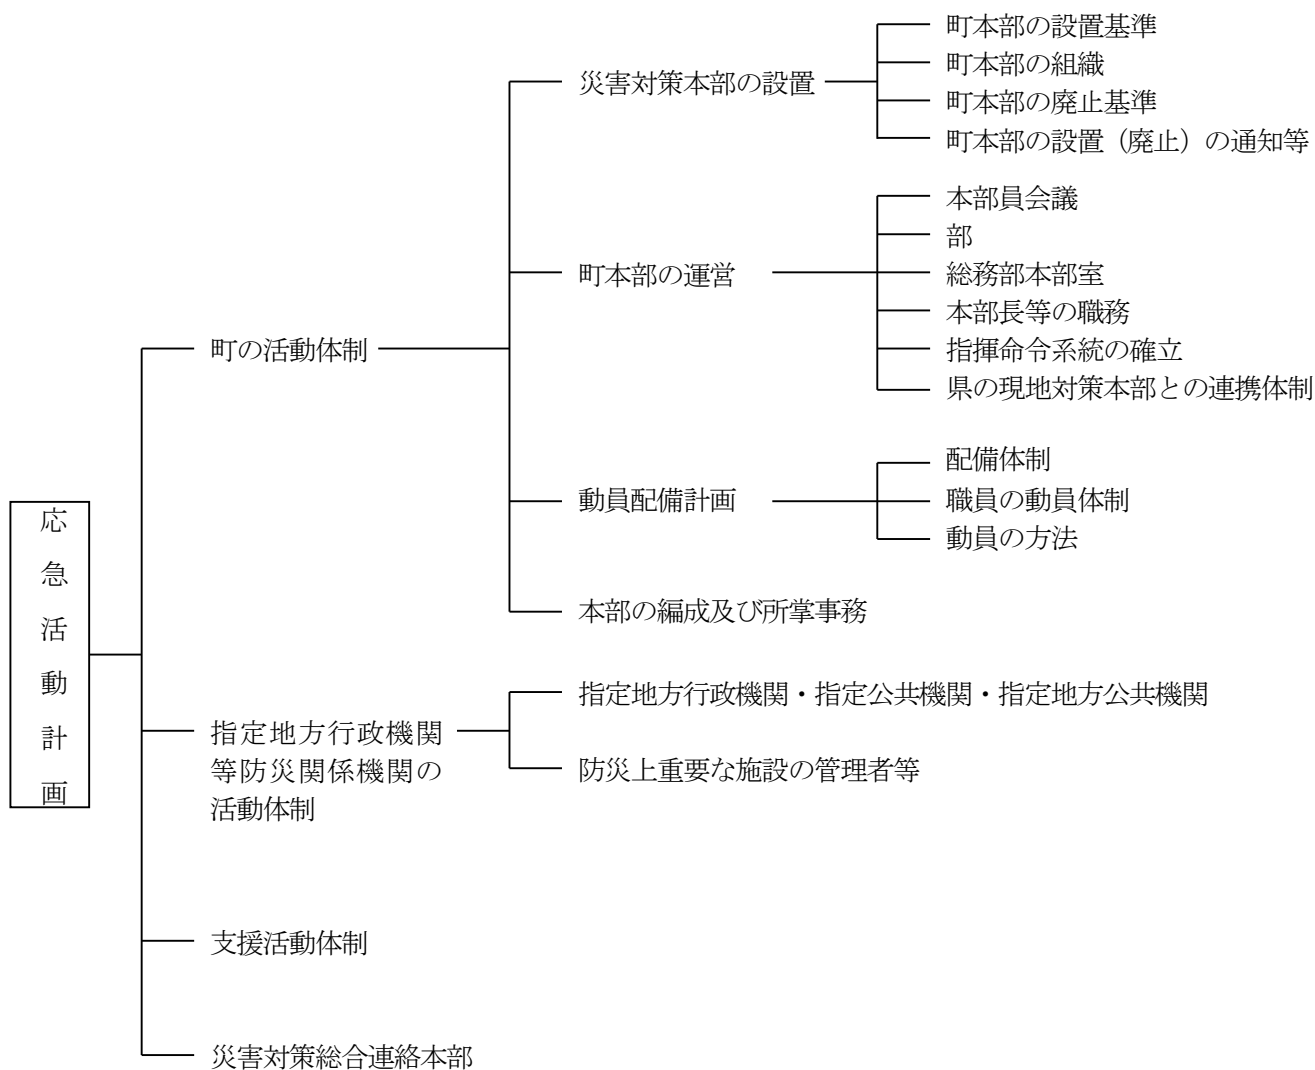 応急活動計画
町の活動体制
災害対策本部の設置
町本部の設置基準
町本部の組織
町本部の廃止基準
町本部の設置（廃止）の通知等
町本部の運営
本部員会議
部
総務部本部室
本部長等の職務
指揮命令系統の確立
県の現地対策本部との連携体制
動員配備計画
配備体制
職員の動員体制
動員の方法
本部の編成及び所掌事務
指定地方行政機関
等防災関係機関の
活動体制
指定地方行政機関・指定公共機関・指定地方公共機関
防災上重要な施設の管理者等
支援活動体制
災害対策総合連絡本部